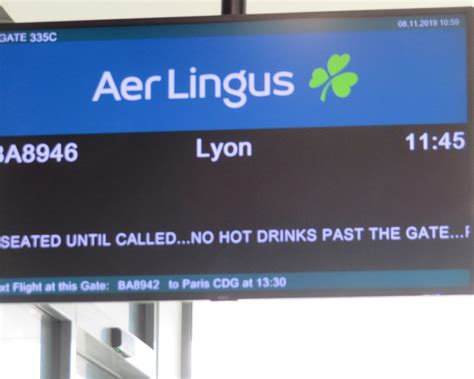 GATE 335C 08.11.2019 10:59
Aer Lingus
BA8946 Lyon 11:45
SEATED UNTIL CALLED...NO HOT DRINKS PAST THE GATE...
ext Flight at this Gate: BA8942 to Paris CDG at 13:30